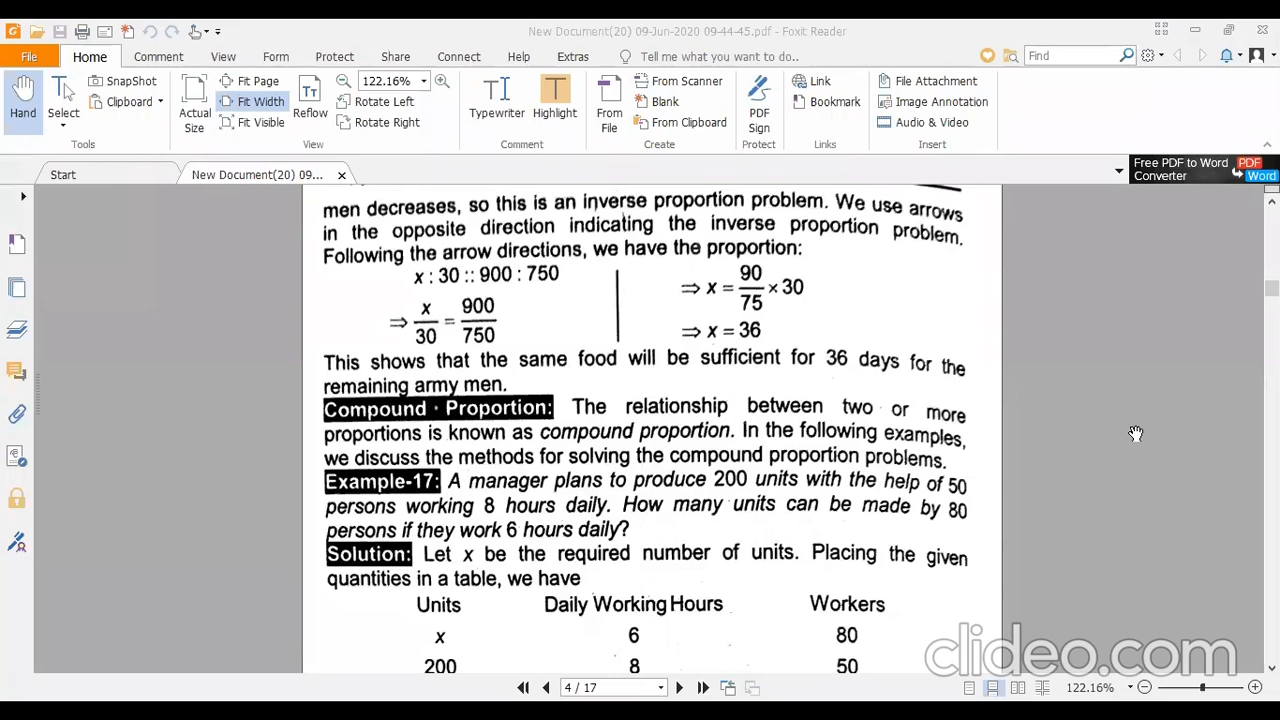 New Document(20) 09-Jun-2020 09-44-45.pdf - Foxit Reader
File Home Comment View Form Protect Share Connect Help Extras Tell me what you want to do.. Find
Hand Select SnapShot Clipboard Actual Size Fit Page Fit Width Fit Visible Reflow 122.16% Rotate Left Rotate Right Typewriter Highlight From File From Scanner Blank From Clipboard PDF Sign Link Bookmark File Attachment Image Annotation Audio & Video
Tools View Comment Create Protect Links Insert
Start New Document(20) 09-... Free PDF to Word Converter PDF Word
men decreases, so this is an inverse proportion problem. We use arrows
in the opposite direction indicating the inverse proportion problem.
Following the arrow directions, we have the proportion:
x : 30 :: 900 : 750
⇒ x/30 = 900/750
⇒ x = 90/75 × 30
⇒ x = 36
This shows that the same food will be sufficient for 36 days for the
remaining army men.
Compound · Proportion: The relationship between two or more
proportions is known as compound proportion. In the following examples,
we discuss the methods for solving the compound proportion problems.
Example-17: A manager plans to produce 200 units with the help of 50
persons working 8 hours daily. How many units can be made by 80
persons if they work 6 hours daily?
Solution: Let x be the required number of units. Placing the given
quantities in a table, we have
Units Daily Working Hours Workers
x 6 80
200 8 50
clideo.com
4 / 17 122.16%